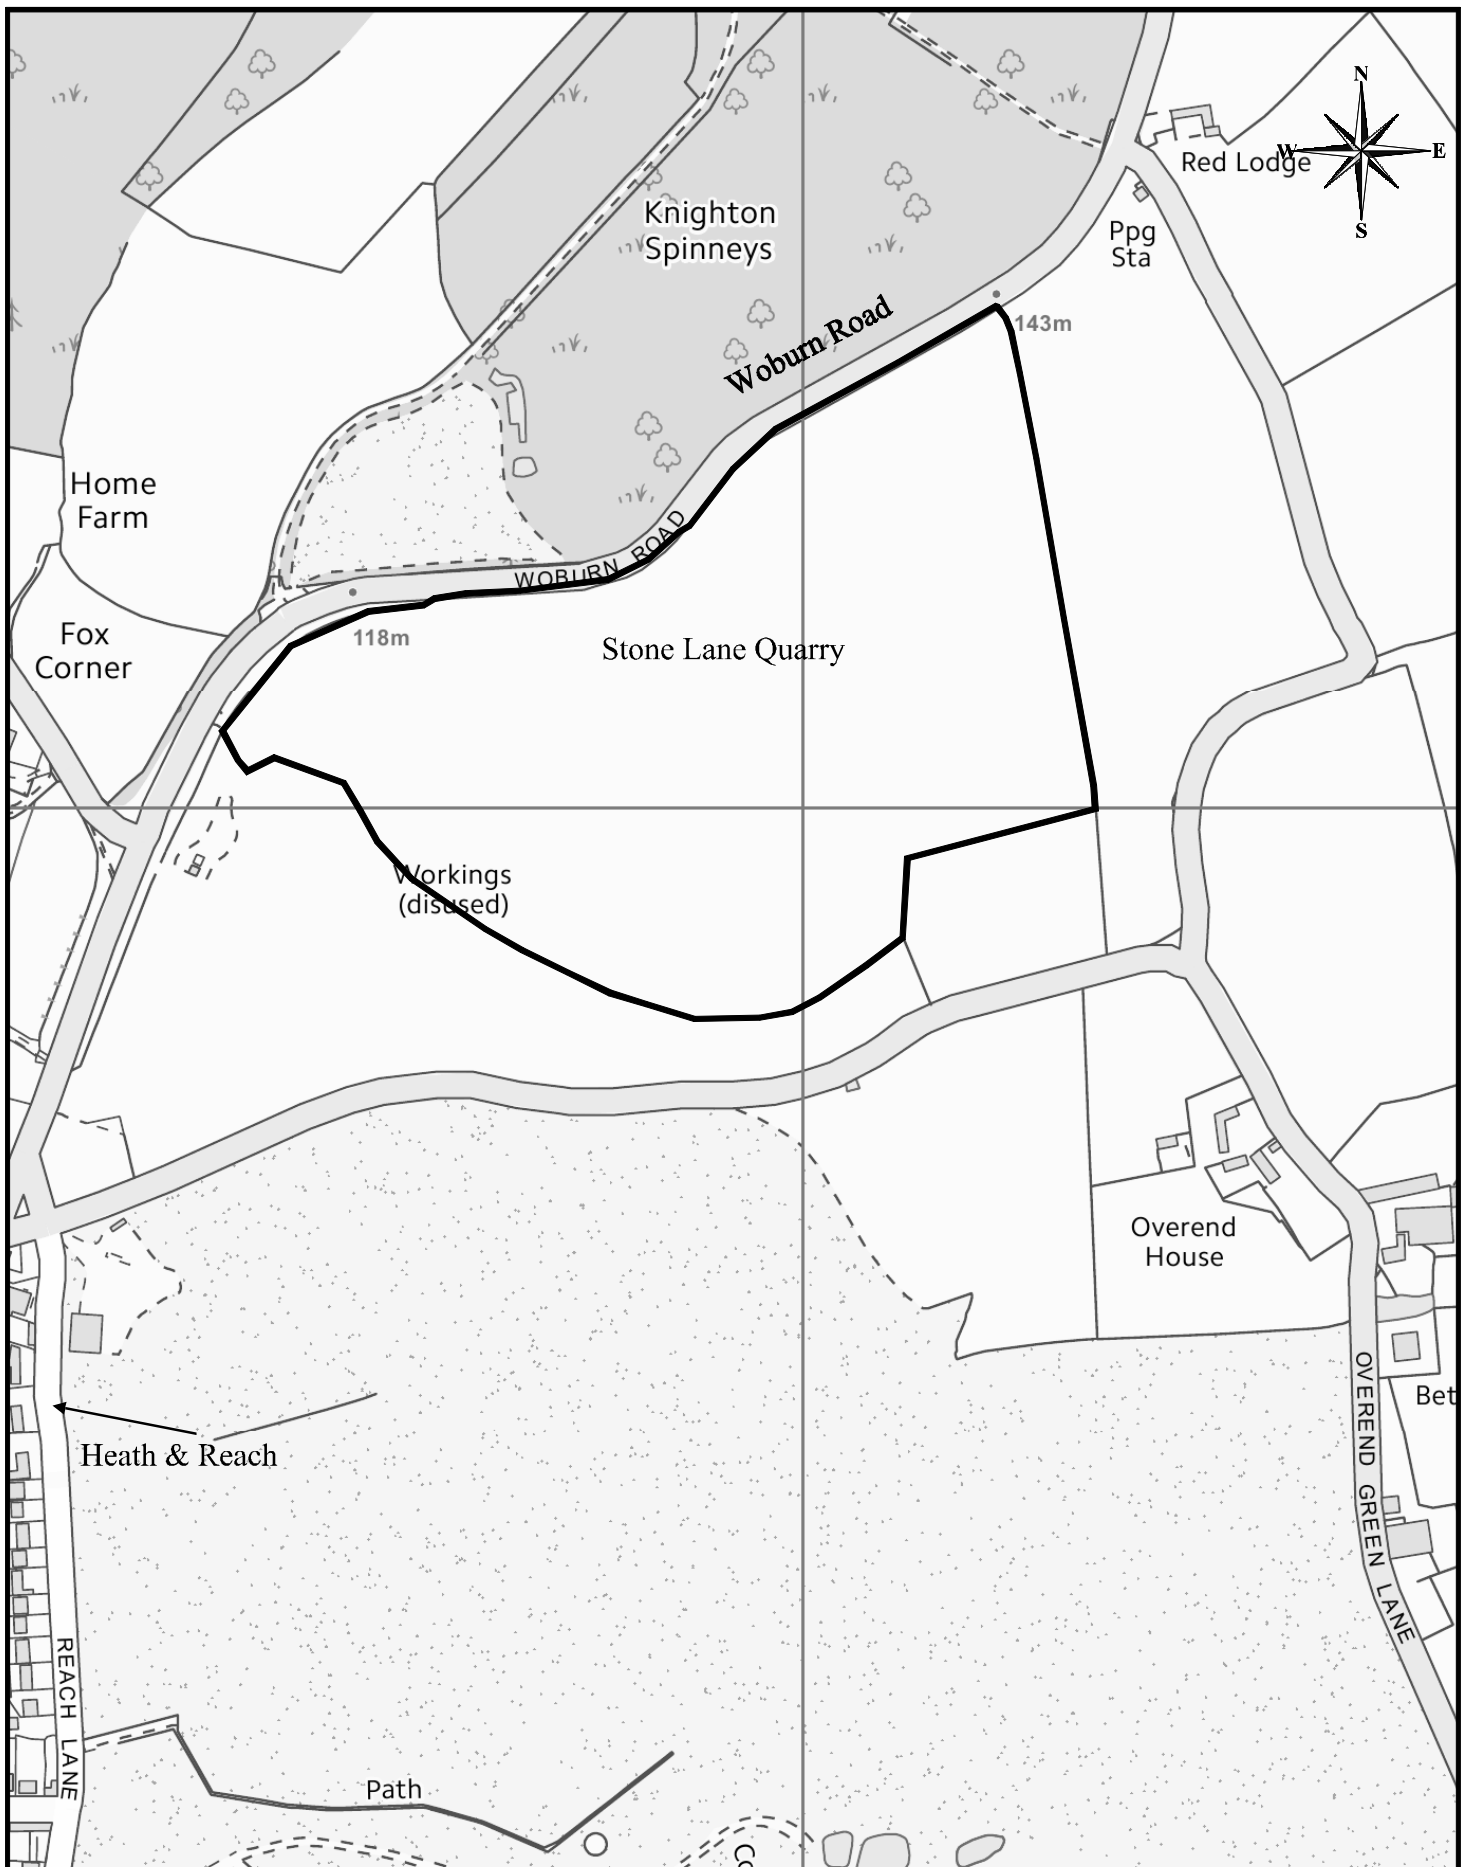 N
W
E
S
Red Lodge
Knighton
Spinneys
Ppg
Sta
Woburn Road
143m
Home
Farm
WOBURN ROAD
118m
Fox
Corner
Stone Lane Quarry
Workings
(disused)
Overend
House
OVEREND GREEN LANE
Bet
Heath & Reach
REACH LANE
Path
Co